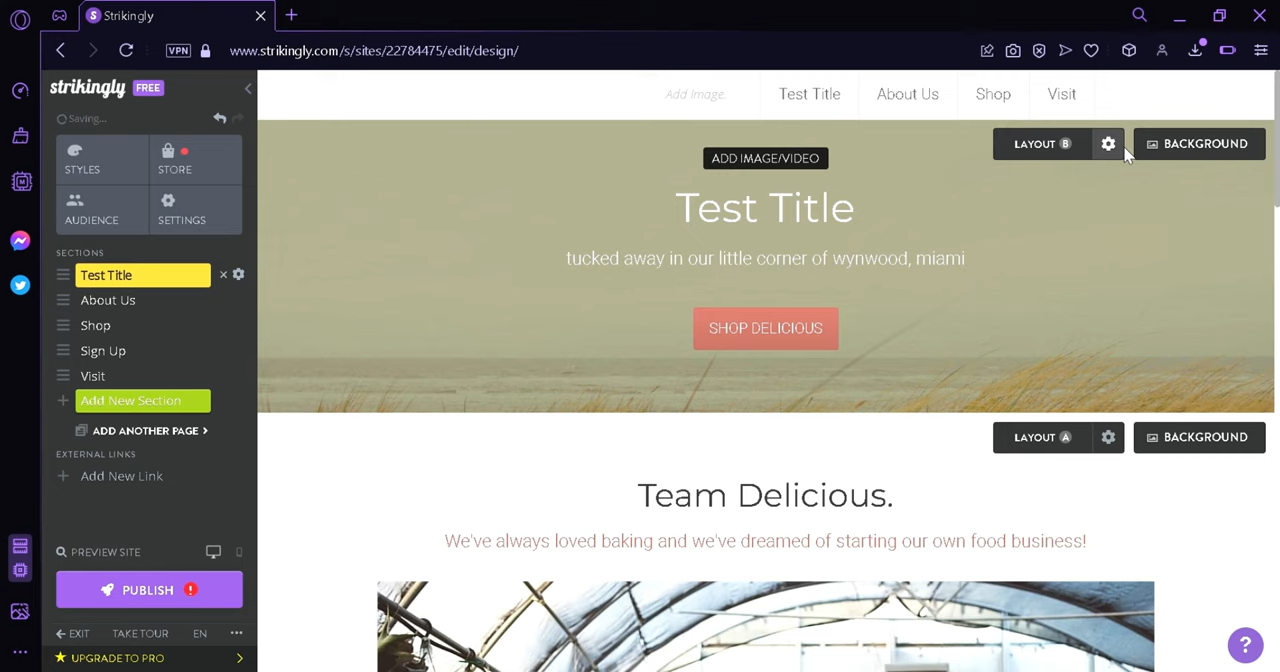 Strikingly
VPN
www.strikingly.com/s/sites/22784475/edit/design/
strikingly FREE
Saving...
STYLES
STORE
AUDIENCE
SETTINGS
SECTIONS
Test Title
About Us
Shop
Sign Up
Visit
Add New Section
ADD ANOTHER PAGE
EXTERNAL LINKS
Add New Link
PREVIEW SITE
PUBLISH
EXIT
TAKE TOUR
EN
UPGRADE TO PRO
Add Image.
Test Title
About Us
Shop
Visit
LAYOUT B
BACKGROUND
ADD IMAGE/VIDEO
Test Title
tucked away in our little corner of wynwood, miami
SHOP DELICIOUS
LAYOUT A
BACKGROUND
Team Delicious.
We've always loved baking and we've dreamed of starting our own food business!
?